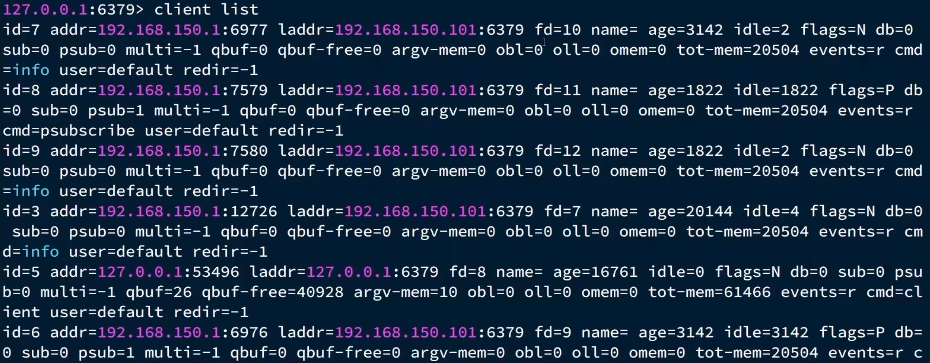 127.0.0.1:6379> client list
id=7 addr=192.168.150.1:6977 laddr=192.168.150.101:6379 fd=10 name= age=3142 idle=2 flags=N db=0
sub=0 psub=0 multi=-1 qbuf=0 qbuf-free=0 argv-mem=0 obl=0 oll=0 omem=0 tot-mem=20504 events=r cmd
=info user=default redir=-1
id=8 addr=192.168.150.1:7579 laddr=192.168.150.101:6379 fd=11 name= age=1822 idle=1822 flags=P db
=0 sub=0 psub=1 multi=-1 qbuf=0 qbuf-free=0 argv-mem=0 obl=0 oll=0 omem=0 tot-mem=20504 events=r
cmd=psubscribe user=default redir=-1
id=9 addr=192.168.150.1:7580 laddr=192.168.150.101:6379 fd=12 name= age=1822 idle=2 flags=N db=0
sub=0 psub=0 multi=-1 qbuf=0 qbuf-free=0 argv-mem=0 obl=0 oll=0 omem=0 tot-mem=20504 events=r cmd
=info user=default redir=-1
id=3 addr=192.168.150.1:12726 laddr=192.168.150.101:6379 fd=7 name= age=20144 idle=4 flags=N db=0
 sub=0 psub=0 multi=-1 qbuf=0 qbuf-free=0 argv-mem=0 obl=0 oll=0 omem=0 tot-mem=20504 events=r cm
d=info user=default redir=-1
id=5 addr=127.0.0.1:53496 laddr=127.0.0.1:6379 fd=8 name= age=16761 idle=0 flags=N db=0 sub=0 psu
b=0 multi=-1 qbuf=26 qbuf-free=40928 argv-mem=10 obl=0 oll=0 omem=0 tot-mem=61466 events=r cmd=cl
ient user=default redir=-1
id=6 addr=192.168.150.1:6976 laddr=192.168.150.101:6379 fd=9 name= age=3142 idle=3142 flags=P db=
0 sub=0 psub=1 multi=-1 qbuf=0 qbuf-free=0 argv-mem=0 obl=0 oll=0 omem=0 tot-mem=20504 events=r c